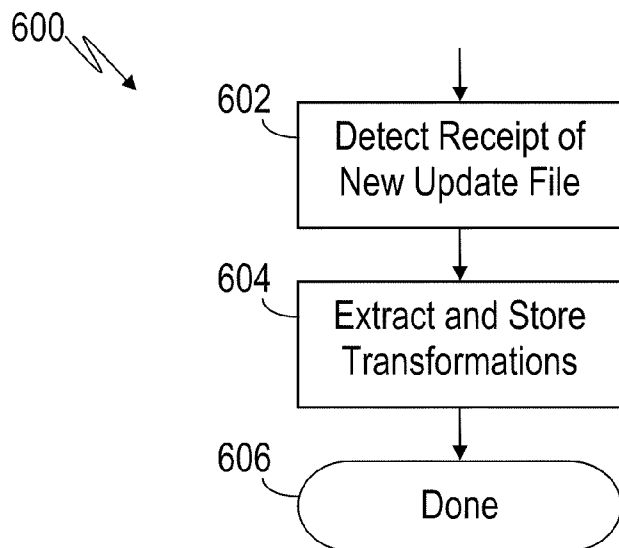 600
602
Detect Receipt of
New Update File
604
Extract and Store
Transformations
606
Done